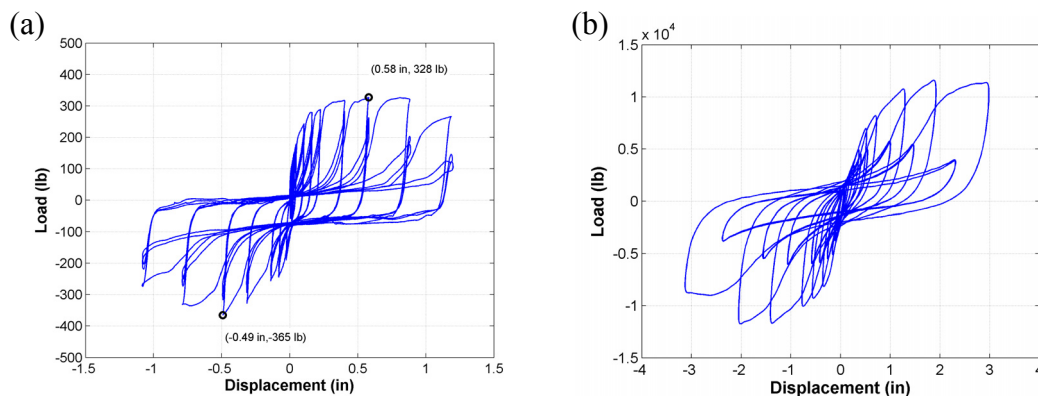 (a)
500
400
300
200
100
0
-100
-200
-300
-400
-500
Load (lb)
(0.58 in, 328 lb)
(-0.49 in,-365 lb)
-1.5 -1 -0.5 0 0.5 1 1.5
Displacement (in)
(b)
x 10^4
1.5
1
0.5
0
-0.5
-1
-1.5
Load (lb)
-4 -3 -2 -1 0 1 2 3 4
Displacement (in)